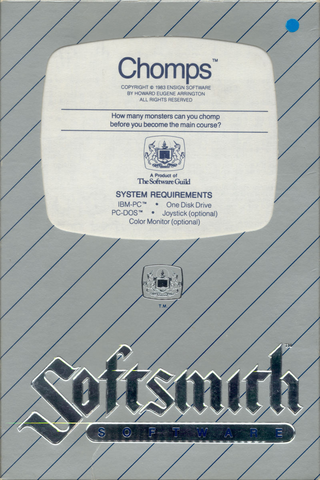 Chomps™
COPYRIGHT © 1983 ENSIGN SOFTWARE
BY HOWARD EUGENE ARRINGTON
ALL RIGHTS RESERVED
How many monsters can you chomp
before you become the main course?
A Product of
The Software Guild
SYSTEM REQUIREMENTS
IBM-PC™ • One Disk Drive
PC-DOS™ • Joystick (optional)
Color Monitor (optional)
TM
Softsmith™
SOFTWARE